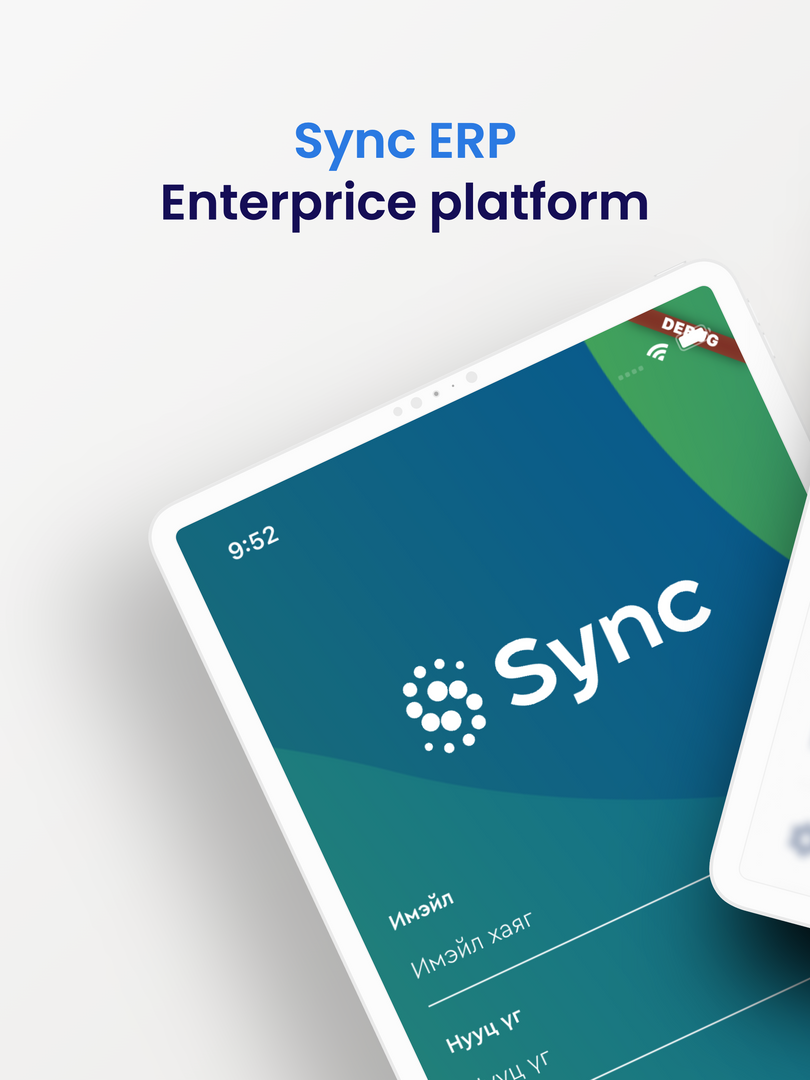 Sync ERP
Enterprice platform
9:52
Sync
Имэйл
Имэйл хаяг
Нууц үг